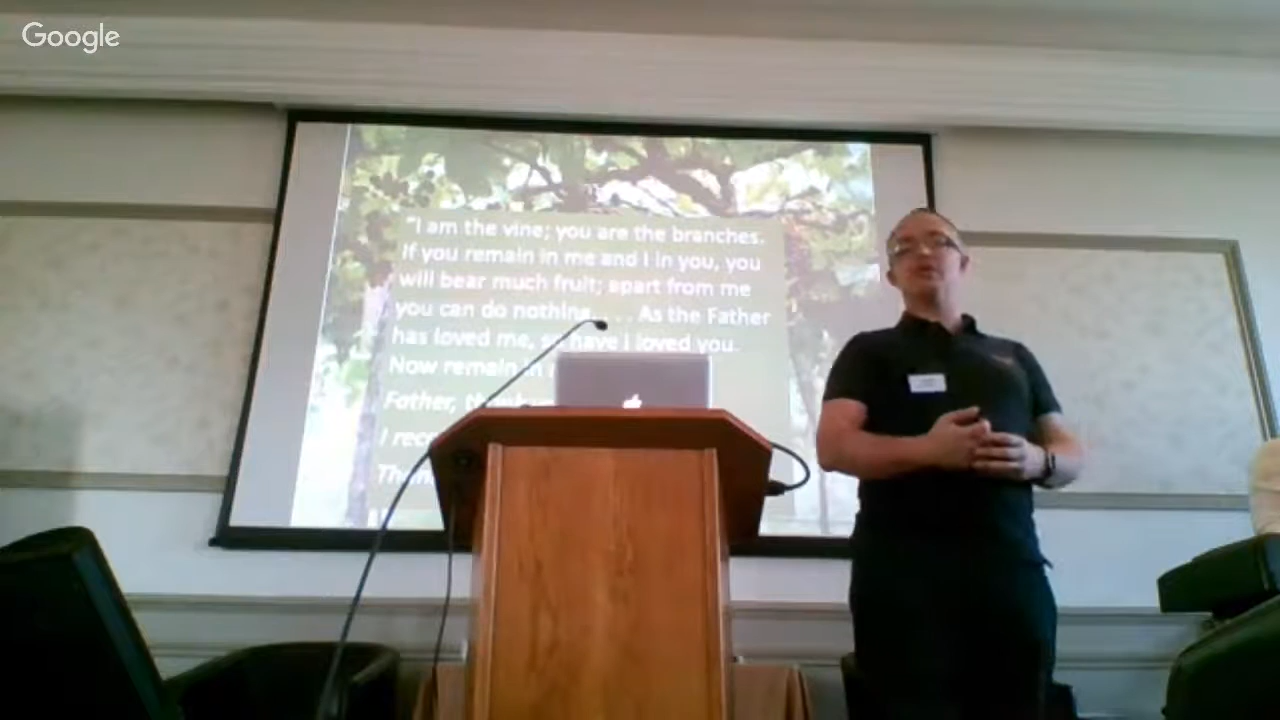 Google
"I am the vine; you are the branches.
If you remain in me and I in you, you
will bear much fruit; apart from me
you can do nothing. . . . As the Father
has loved me, so have I loved you.
Now remain in
Father,
I